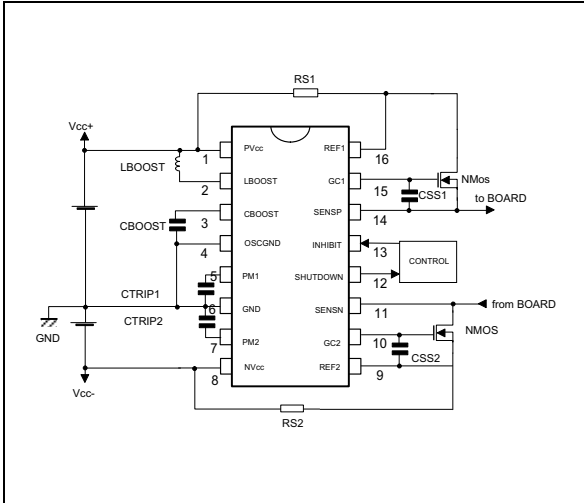 RS1
Vcc+
LBOOST
CBOOST
CTRIP1
CTRIP2
GND
Vcc-
1
2
3
4
5
6
7
8
PVcc
LBOOST
CBOOST
OSCGND
PM1
GND
PM2
NVcc
REF1
GC1
SENSP
INHIBIT
SHUTDOWN
SENSN
GC2
REF2
16
15
14
13
12
11
10
9
CSS1
NMos
to BOARD
CONTROL
from BOARD
NMOS
CSS2
RS2